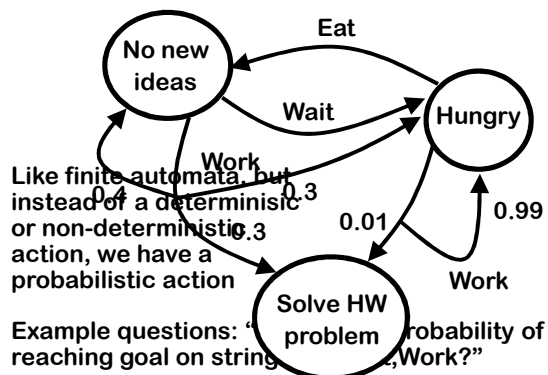 Eat
No new
ideas
Wait
Hungry
Work
Like finite automata, but
0.4
0.3
instead of a determinisic
0.01
0.99
or non-deterministic
0.3
action, we have a
probabilistic action
Work
Solve HW
problem
Example questions: “ robability of
reaching goal on string ,Work?”